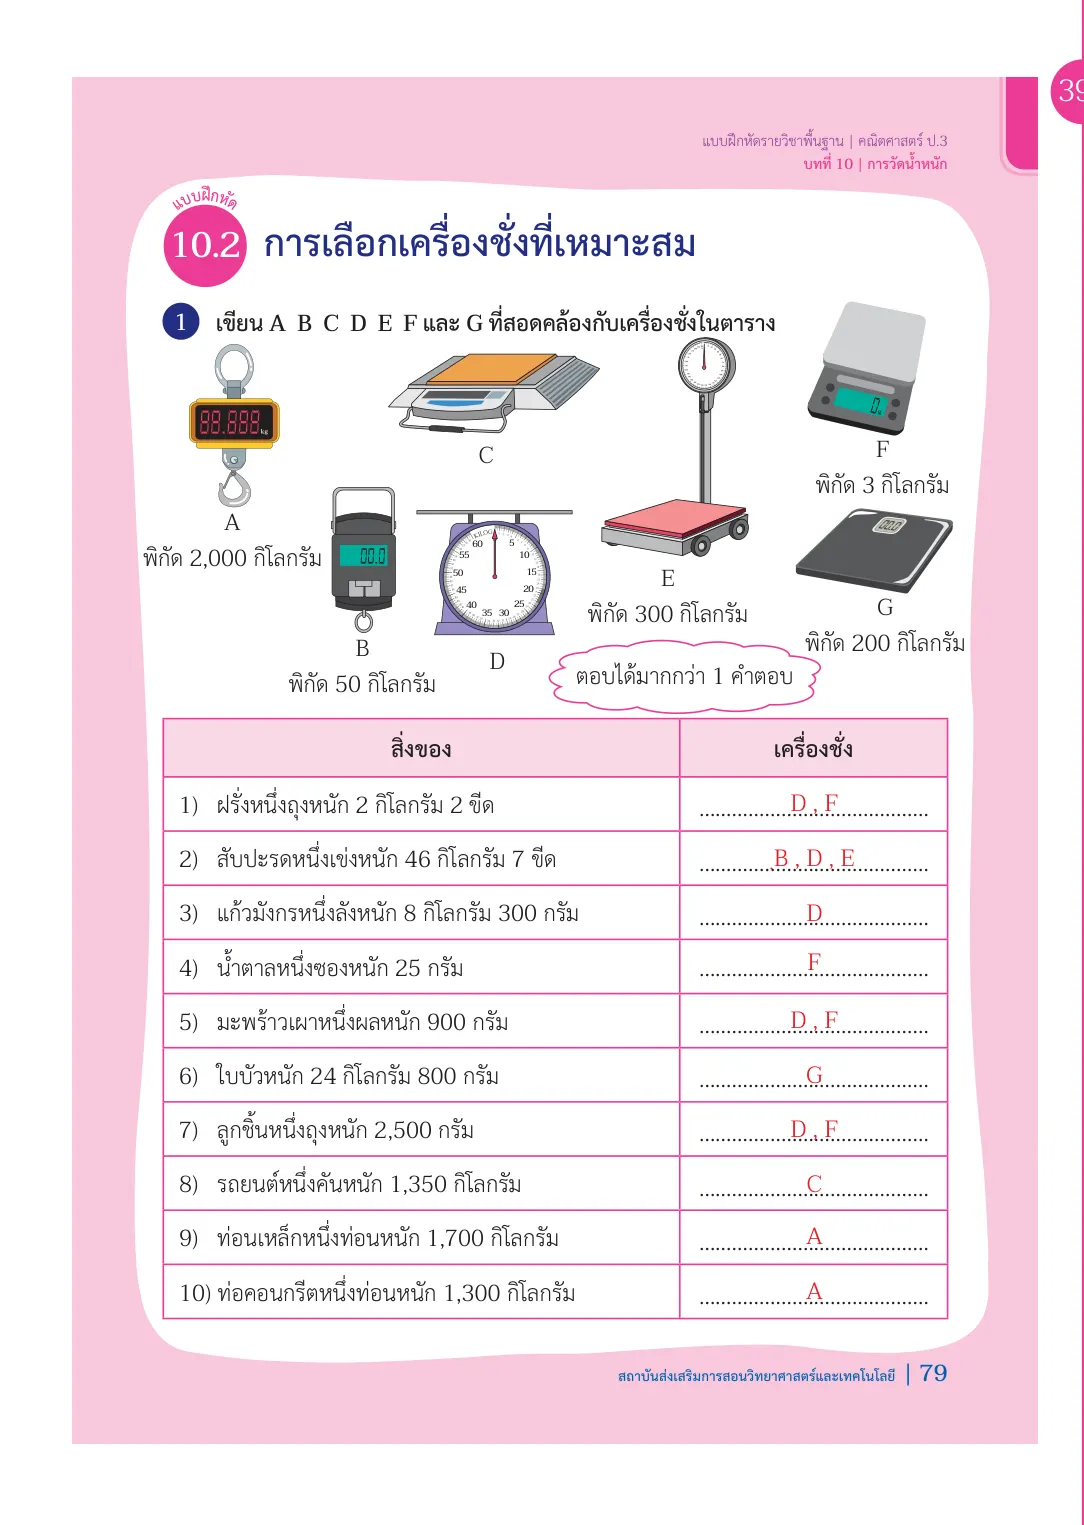 39
แบบฝึกหัดรายวิชาพื้นฐาน | คณิตศาสตร์ ป.3
บทที่ 10 | การวัดน้ำหนัก
แบบฝึกหัด
10.2 การเลือกเครื่องชั่งที่เหมาะสม
1 เขียน A B C D E F และ G ที่สอดคล้องกับเครื่องชั่งในตาราง
88.888 kg
A
พิกัด 2,000 กิโลกรัม
C
0g
F
พิกัด 3 กิโลกรัม
00.0
B
พิกัด 50 กิโลกรัม
KILOG
60 5 10 15 20 25 30 35 40 45 50 55
D
E
พิกัด 300 กิโลกรัม
00.0
G
พิกัด 200 กิโลกรัม
ตอบได้มากกว่า 1 คำตอบ
สิ่งของ เครื่องชั่ง
1) ฝรั่งหนึ่งถุงหนัก 2 กิโลกรัม 2 ขีด D , F
2) สับปะรดหนึ่งเข่งหนัก 46 กิโลกรัม 7 ขีด B , D , E
3) แก้วมังกรหนึ่งลังหนัก 8 กิโลกรัม 300 กรัม D
4) น้ำตาลหนึ่งซองหนัก 25 กรัม F
5) มะพร้าวเผาหนึ่งผลหนัก 900 กรัม D , F
6) ใบบัวหนัก 24 กิโลกรัม 800 กรัม G
7) ลูกชิ้นหนึ่งถุงหนัก 2,500 กรัม D , F
8) รถยนต์หนึ่งคันหนัก 1,350 กิโลกรัม C
9) ท่อนเหล็กหนึ่งท่อนหนัก 1,700 กิโลกรัม A
10) ท่อคอนกรีตหนึ่งท่อนหนัก 1,300 กิโลกรัม A
สถาบันส่งเสริมการสอนวิทยาศาสตร์และเทคโนโลยี | 79